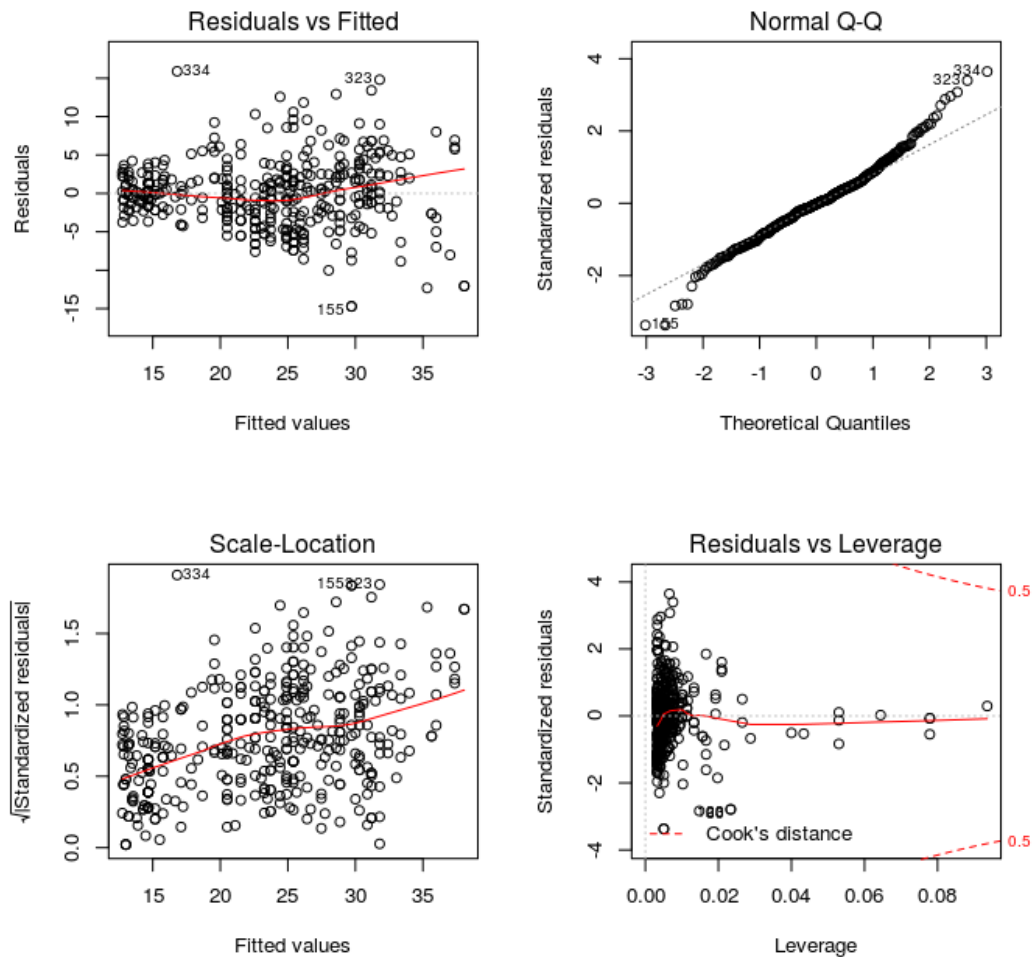 Residuals vs Fitted
Residuals
10
5
0
-5
-15
334
323
155
15 20 25 30 35
Fitted values
Normal Q-Q
Standardized residuals
4
2
0
-2
334
323
155
-3 -2 -1 0 1 2 3
Theoretical Quantiles
Scale-Location
√|Standardized residuals|
1.5
1.0
0.5
0.0
334
155323
15 20 25 30 35
Fitted values
Residuals vs Leverage
Standardized residuals
4
2
0
-2
-4
0.5
0.5
Cook's distance
0.00 0.02 0.04 0.06 0.08
Leverage